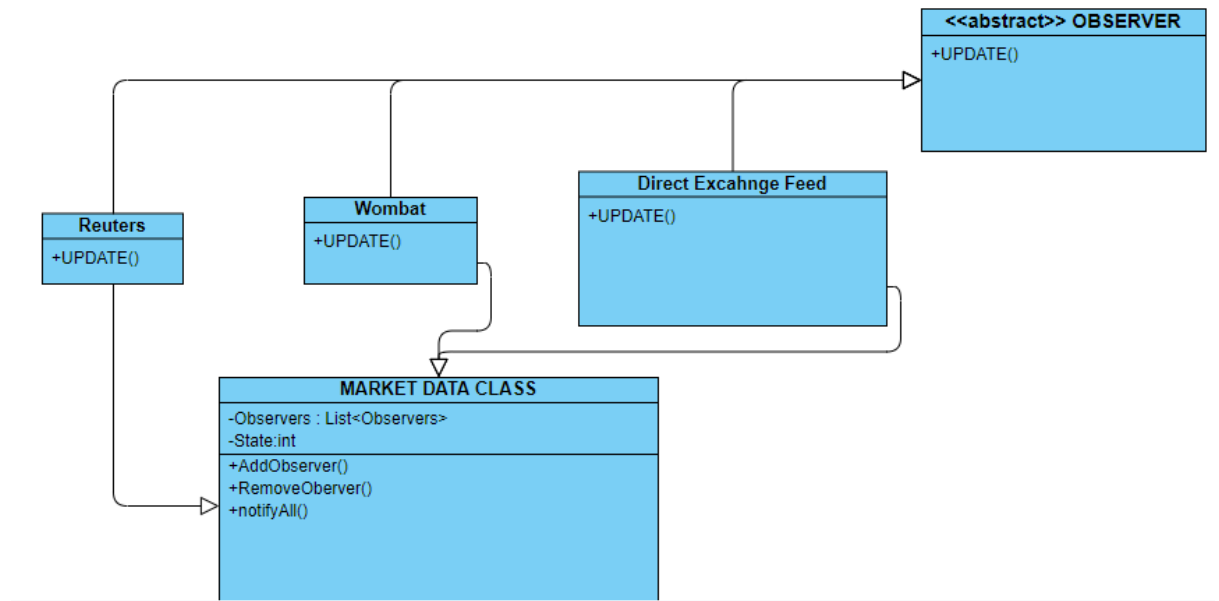 <<abstract>> OBSERVER
+UPDATE()
Direct Excahnge Feed
+UPDATE()
Wombat
+UPDATE()
Reuters
+UPDATE()
MARKET DATA CLASS
-Observers : List<Observers>
-State:int
+AddObserver()
+RemoveOberver()
+notifyAll()